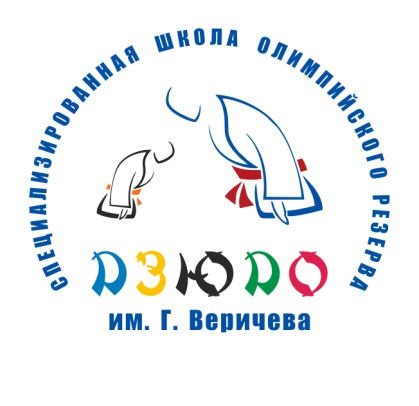 СПЕЦИАЛИЗИРОВАННАЯ ШКОЛА ОЛИМПИЙСКОГО РЕЗЕРВА
ДЗЮДО
им. Г. Веричева